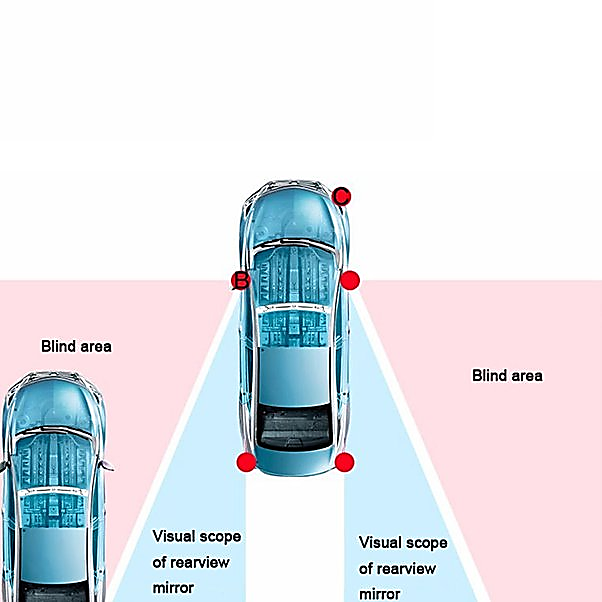 C
B
Blind area
Blind area
Visual scope
of rearview
mirror
Visual scope
of rearview
mirror